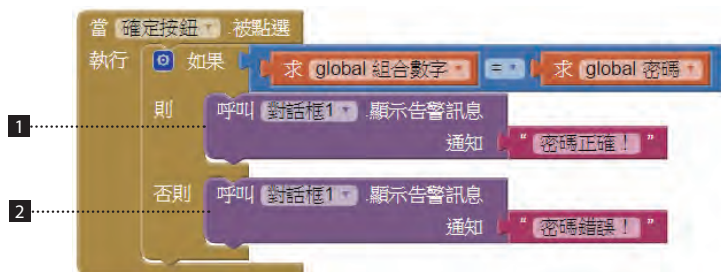 當 確定按鈕 .被點選
執行 如果 求 global 組合數字 = 求 global 密碼
1 則 呼叫 對話框1 .顯示告警訊息
通知 “ 密碼正確！ ”
2 否則 呼叫 對話框1 .顯示告警訊息
通知 “ 密碼錯誤！ ”